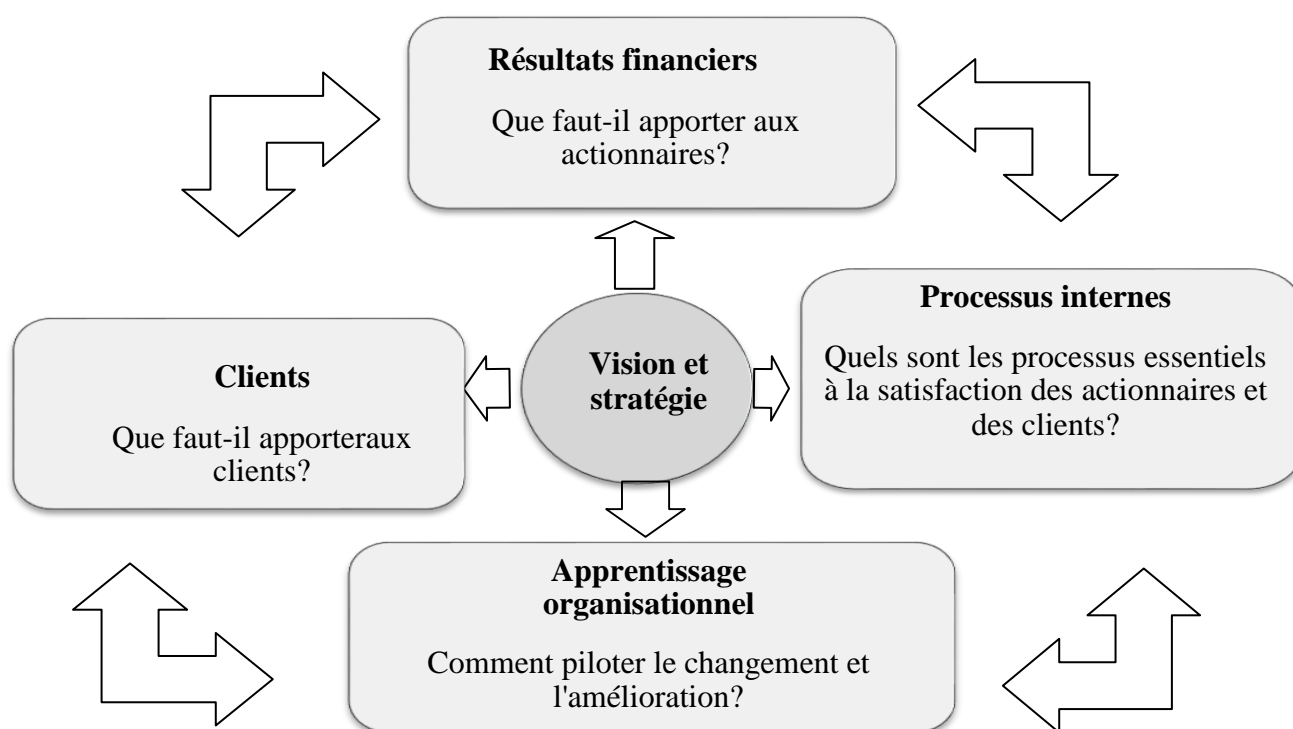 Résultats financiers
Que faut-il apporter aux
actionnaires?
Processus internes
Quels sont les processus essentiels
à la satisfaction des actionnaires et
des clients?
Vision et
stratégie
Clients
Que faut-il apporteraux
clients?
Apprentissage
organisationnel
Comment piloter le changement et
l'amélioration?